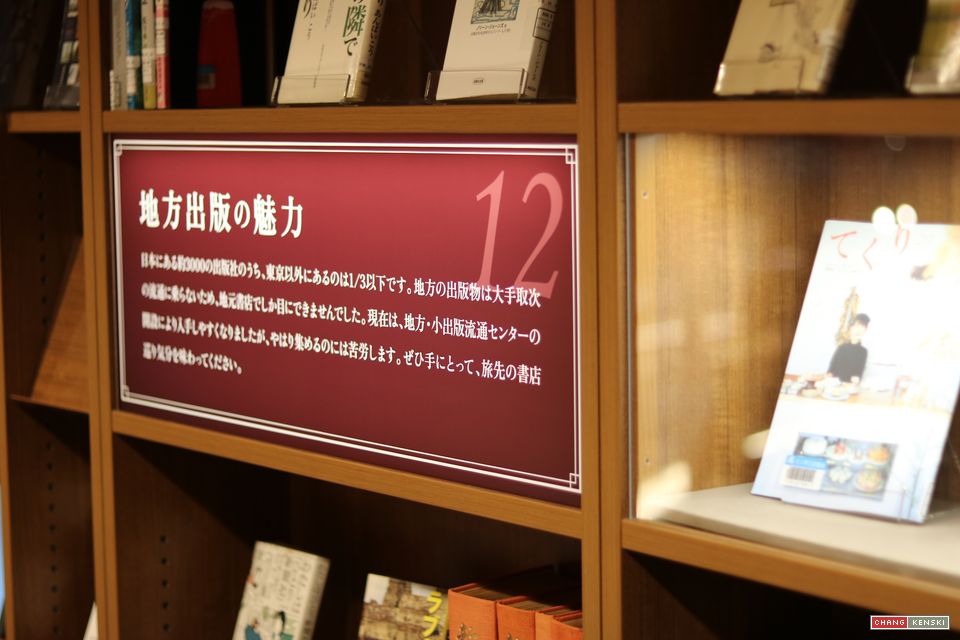 の隣で
12
地方出版の魅力
日本にある約3000の出版社のうち、東京以外にあるのは1/3以下です。地方の出版物は大手取次
の流通に乗らないため、地元書店でしか目にできませんでした。現在は、地方・小出版流通センターの
開設により入手しやすくなりましたが、やはり集めるのには苦労します。ぜひ手にとって、旅先の書店
巡り気分を味わってください。
てくり
ラブ
CHANG KENSKI